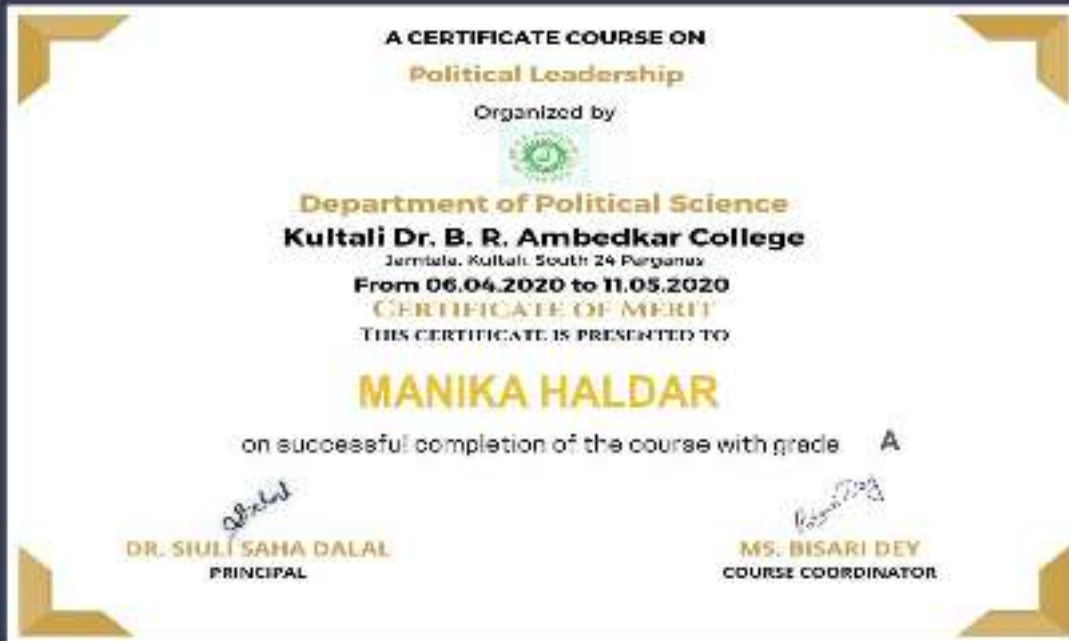 A CERTIFICATE COURSE ON
Political Leadership
Organized by
Department of Political Science
Kultali Dr. B. R. Ambedkar College
Jamtala, Kultali, South 24 Parganas
From 06.04.2020 to 11.05.2020
CERTIFICATE OF MERIT
THIS CERTIFICATE IS PRESENTED TO
MANIKA HALDAR
on successful completion of the course with grade A
DR. SIULI SAHA DALAL
PRINCIPAL
MS. BISARI DEY
COURSE COORDINATOR